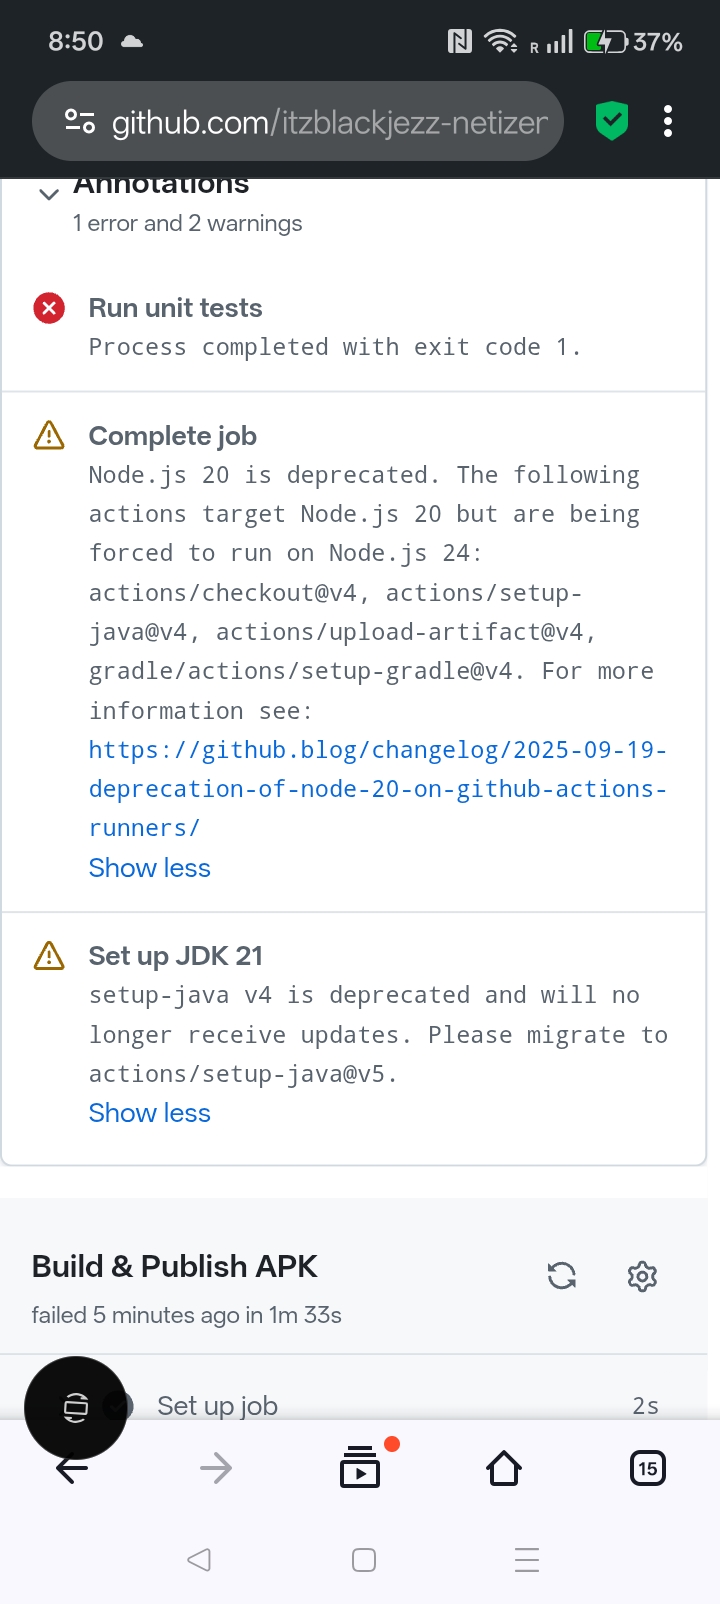 8:50
R
37%
github.com/itzblackjezz-netizen
Annotations
1 error and 2 warnings
Run unit tests
Process completed with exit code 1.
Complete job
Node.js 20 is deprecated. The following
actions target Node.js 20 but are being
forced to run on Node.js 24:
actions/checkout@v4, actions/setup-
java@v4, actions/upload-artifact@v4,
gradle/actions/setup-gradle@v4. For more
information see:
https://github.blog/changelog/2025-09-19-
deprecation-of-node-20-on-github-actions-
runners/
Show less
Set up JDK 21
setup-java v4 is deprecated and will no
longer receive updates. Please migrate to
actions/setup-java@v5.
Show less
Build & Publish APK
failed 5 minutes ago in 1m 33s
Set up job
2s
15